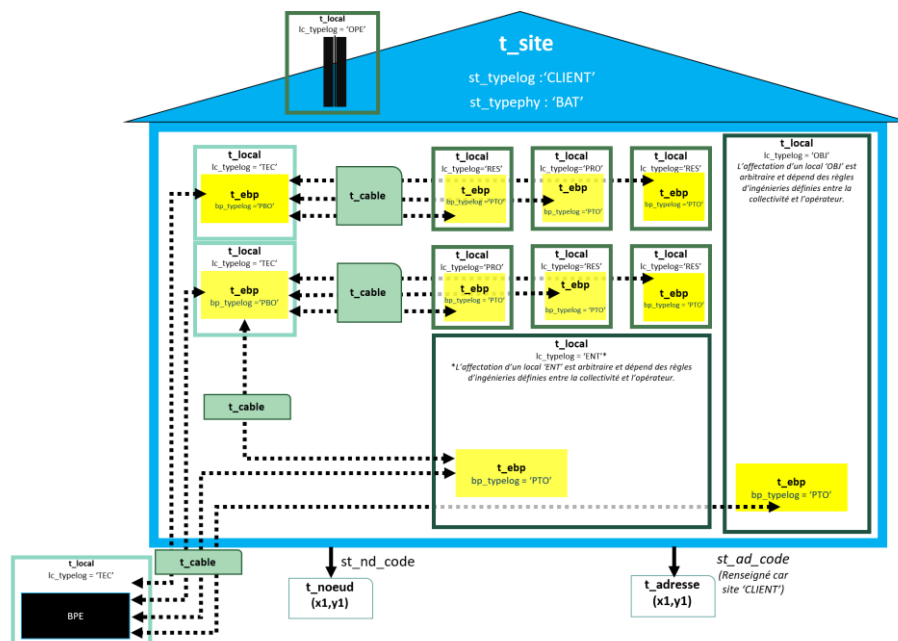 t_local
lc_typelog = ‘OPE’
t_site
st_typelog :‘CLIENT’
st_typephy : ‘BAT’
t_local
lc_typelog = ‘TEC’
t_ebp
bp_typelog =‘PBO’
t_cable
t_local
lc_typelog=‘RES’
t_ebp
bp_typelog =‘PTO’
t_local
lc_typelog=‘PRO’
t_ebp
bp_typelog =‘PTO’
t_local
lc_typelog=‘RES’
t_ebp
bp_typelog =‘PTO’
t_local
lc_typelog = ‘OBJ’
L’affectation d’un local ‘OBJ’ est
arbitraire et dépend des règles
d’ingénieries définies entre la
collectivité et l’opérateur.
t_local
lc_typelog = ‘TEC’
t_ebp
bp_typelog =‘PBO’
t_cable
t_local
lc_typelog=‘PRO’
t_ebp
bp_typelog = ‘PTO’
t_local
lc_typelog=‘RES’
t_ebp
bp_typelog = ‘PTO’
t_local
lc_typelog=‘RES’
t_ebp
bp_typelog = ‘PTO’
t_local
lc_typelog = ‘ENT’*
*L’affectation d’un local ‘ENT’ est arbitraire et dépend des règles
d’ingénieries définies entre la collectivité et l’opérateur.
t_cable
t_ebp
bp_typelog = ‘PTO’
t_ebp
bp_typelog = ‘PTO’
t_cable
t_local
lc_typelog = ‘TEC’
BPE
st_nd_code
t_noeud
(x1,y1)
st_ad_code
(Renseigné car
site ‘CLIENT’)
t_adresse
(x1,y1)